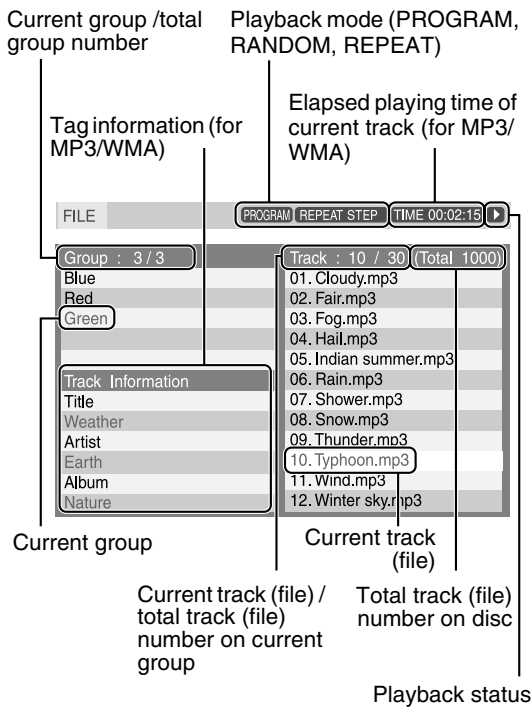 Current group /total
group number
Playback mode (PROGRAM,
RANDOM, REPEAT)
Tag information (for
MP3/WMA)
Elapsed playing time of
current track (for MP3/
WMA)
FILE
PROGRAM REPEAT STEP TIME 00:02:15
Group : 3 / 3
Blue
Red
Green
Track Information
Title
Weather
Artist
Earth
Album
Nature
Track : 10 / 30 (Total 1000)
01. Cloudy.mp3
02. Fair.mp3
03. Fog.mp3
04. Hail.mp3
05. Indian summer.mp3
06. Rain.mp3
07. Shower.mp3
08. Snow.mp3
09. Thunder.mp3
10. Typhoon.mp3
11. Wind.mp3
12. Winter sky.mp3
Current group
Current track
(file)
Current track (file) /
total track (file)
number on current
group
Total track (file)
number on disc
Playback status